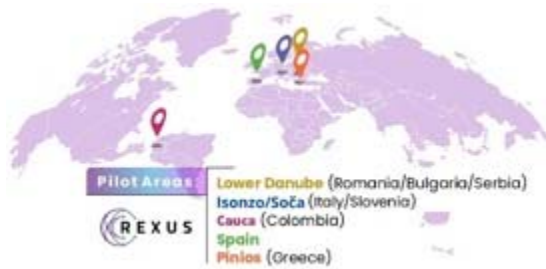 Pilot Areas
Lower Danube (Romania/Bulgaria/Serbia)
Isonzo/Soča (Italy/Slovenia)
Cauca (Colombia)
Spain
Pinios (Greece)
REXUS